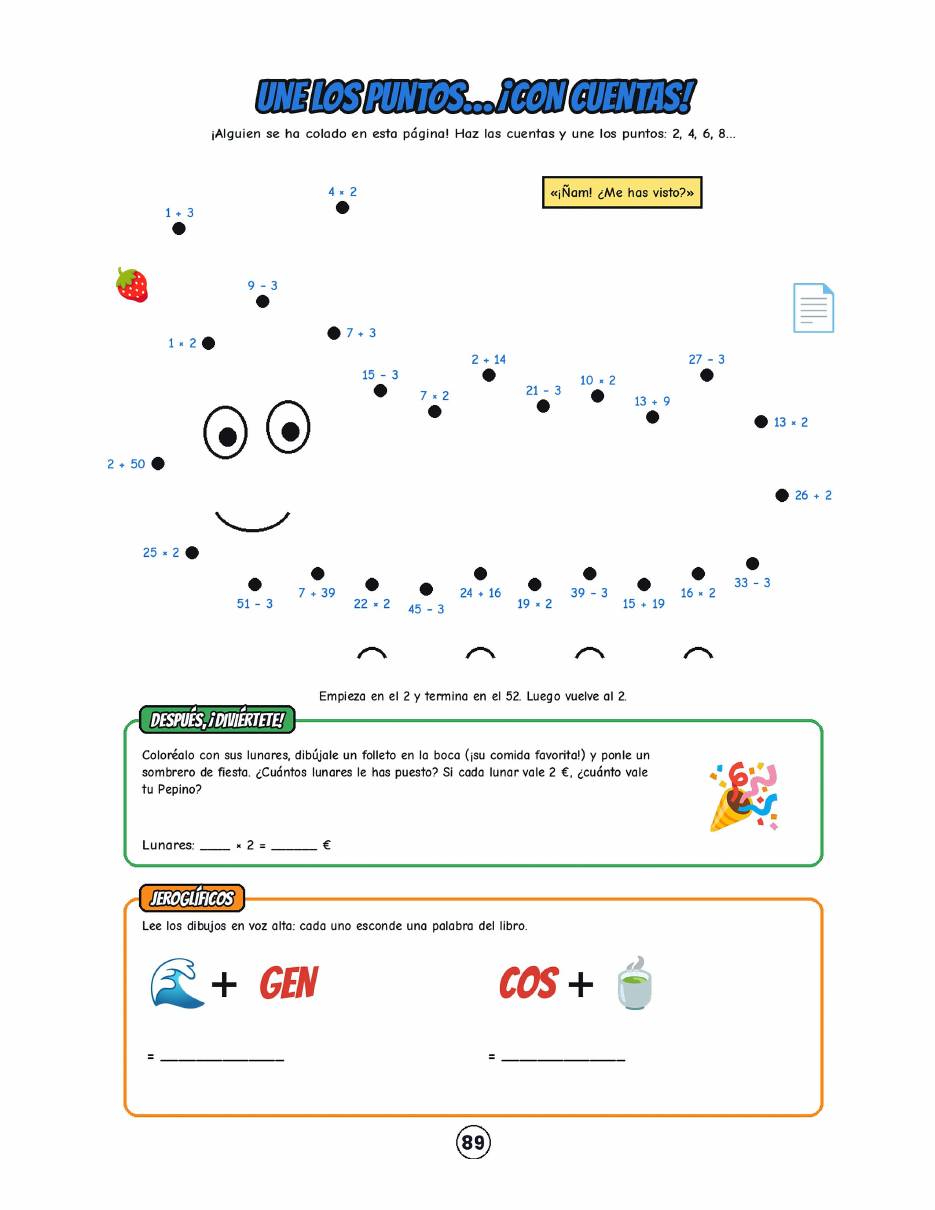 UNE LOS PUNTOS... ¡CON CUENTAS!
¡Alguien se ha colado en esta página! Haz las cuentas y une los puntos: 2, 4, 6, 8...
4 × 2
«¡Ñam! ¿Me has visto?»
1 + 3
9 − 3
1 × 2
7 + 3
15 − 3
2 + 14
27 − 3
7 × 2
21 − 3
10 × 2
13 + 9
13 × 2
2 + 50
26 + 2
25 × 2
51 − 3
7 + 39
22 × 2
45 − 3
24 + 16
19 × 2
39 − 3
15 + 19
16 × 2
33 − 3
Empieza en el 2 y termina en el 52. Luego vuelve al 2.
DESPUÉS, ¡DIVIÉRTETE!
Coloréalo con sus lunares, dibújale un folleto en la boca (¡su comida favorita!) y ponle un
sombrero de fiesta. ¿Cuántos lunares le has puesto? Si cada lunar vale 2 €, ¿cuánto vale
tu Pepino?
Lunares: ____ × 2 = ______ €
JEROGLÍFICOS
Lee los dibujos en voz alta: cada uno esconde una palabra del libro.
+ GEN
COS +
= ______________
= ______________
89